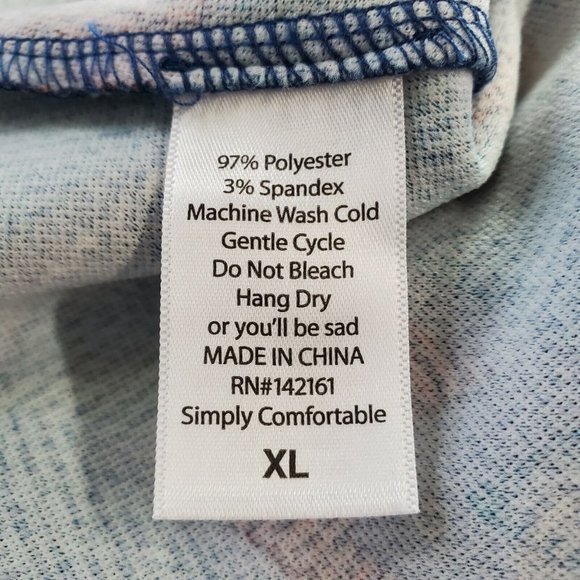 97% Polyester
3% Spandex
Machine Wash Cold
Gentle Cycle
Do Not Bleach
Hang Dry
or you'll be sad
MADE IN CHINA
RN#142161
Simply Comfortable
XL